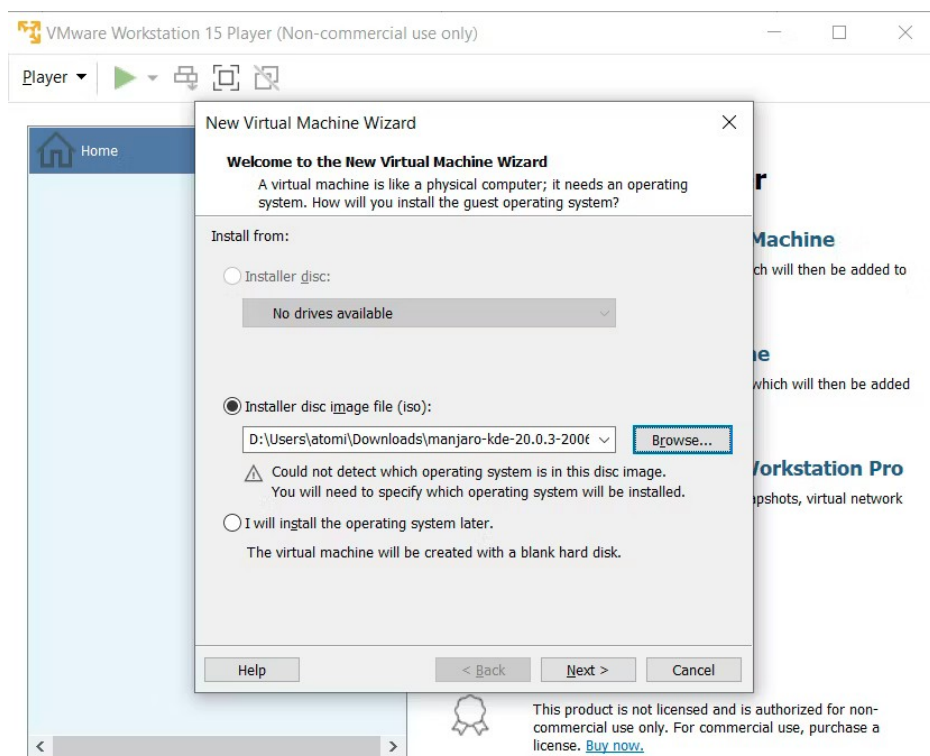 VMware Workstation 15 Player (Non-commercial use only)
Player
Home
New Virtual Machine Wizard
Welcome to the New Virtual Machine Wizard
A virtual machine is like a physical computer; it needs an operating
system. How will you install the guest operating system?
Install from:
Installer disc:
No drives available
Installer disc image file (iso):
D:\Users\atomi\Downloads\manjaro-kde-20.0.3-2006
Browse...
Could not detect which operating system is in this disc image.
You will need to specify which operating system will be installed.
I will install the operating system later.
The virtual machine will be created with a blank hard disk.
Help
< Back
Next >
Cancel
r
Machine
ch will then be added to
ne
which will then be added
Workstation Pro
apshots, virtual network
This product is not licensed and is authorized for non-
commercial use only. For commercial use, purchase a
license. Buy now.